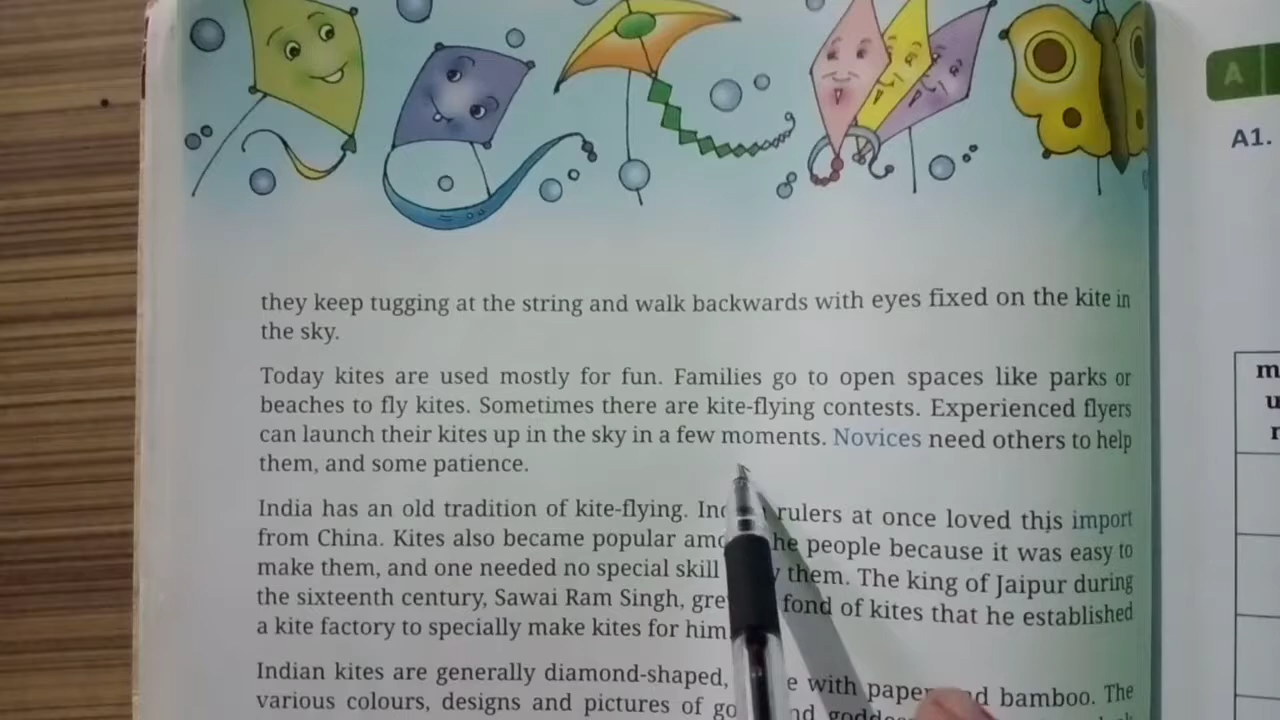 they keep tugging at the string and walk backwards with eyes fixed on the kite in
the sky.
Today kites are used mostly for fun. Families go to open spaces like parks or
beaches to fly kites. Sometimes there are kite-flying contests. Experienced flyers
can launch their kites up in the sky in a few moments. Novices need others to help
them, and some patience.
India has an old tradition of kite-flying. rulers at once loved this import
from China. Kites also became popular people because it was easy to
make them, and one needed no special skill them. The king of Jaipur during
the sixteenth century, Sawai Ram Singh, fond of kites that he established
a kite factory to specially make kites for him
Indian kites are generally diamond-shaped, with paper bamboo. The
various colours, designs and pictures of
A
A1.